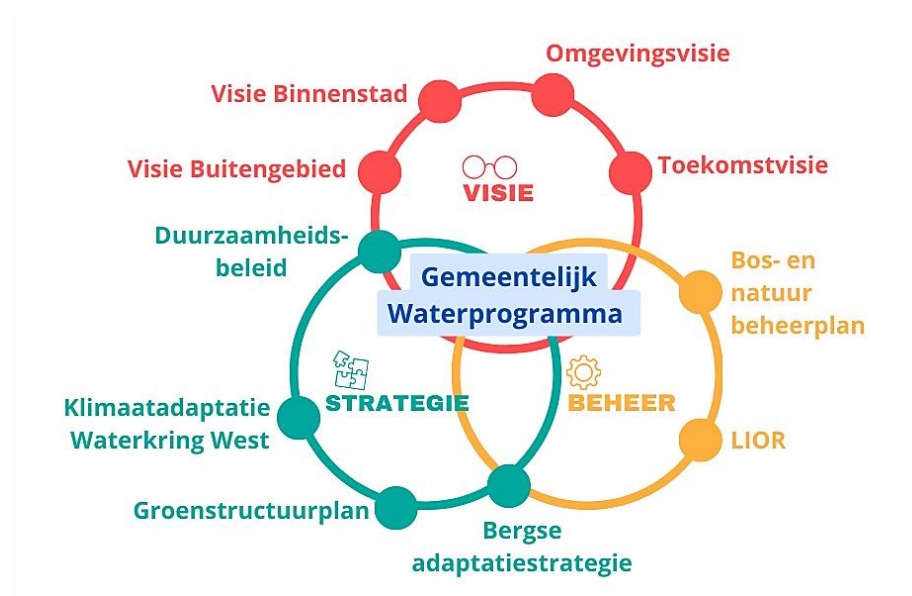 Omgevingsvisie
Visie Binnenstad
Visie Buitengebied
Toekomstvisie
VISIE
Duurzaamheids-
beleid
Gemeentelijk
Waterprogramma
Bos- en
natuur
beheerplan
STRATEGIE
BEHEER
Klimaatadaptatie
Waterkring West
LIOR
Groenstructuurplan
Bergse
adaptatiestrategie